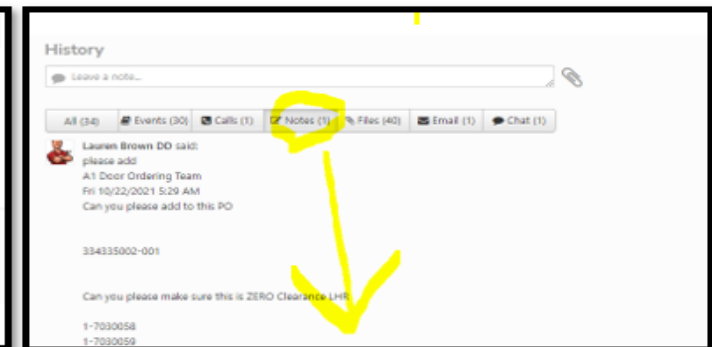 History
Leave a note...
All (34) Events (30) Calls (1) Notes (1) Files (40) Email (1) Chat (1)
Lauren Brown DD said:
please add
A1 Door Ordering Team
Fri 10/22/2021 5:29 AM
Can you please add to this PO
334335002-001
Can you please make sure this is ZERO Clearance LHR
1-7030058
1-7030059